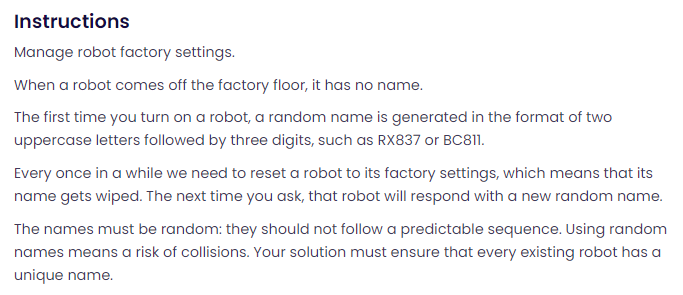 Instructions
Manage robot factory settings.
When a robot comes off the factory floor, it has no name.
The first time you turn on a robot, a random name is generated in the format of two
uppercase letters followed by three digits, such as RX837 or BC811.
Every once in a while we need to reset a robot to its factory settings, which means that its
name gets wiped. The next time you ask, that robot will respond with a new random name.
The names must be random: they should not follow a predictable sequence. Using random
names means a risk of collisions. Your solution must ensure that every existing robot has a
unique name.